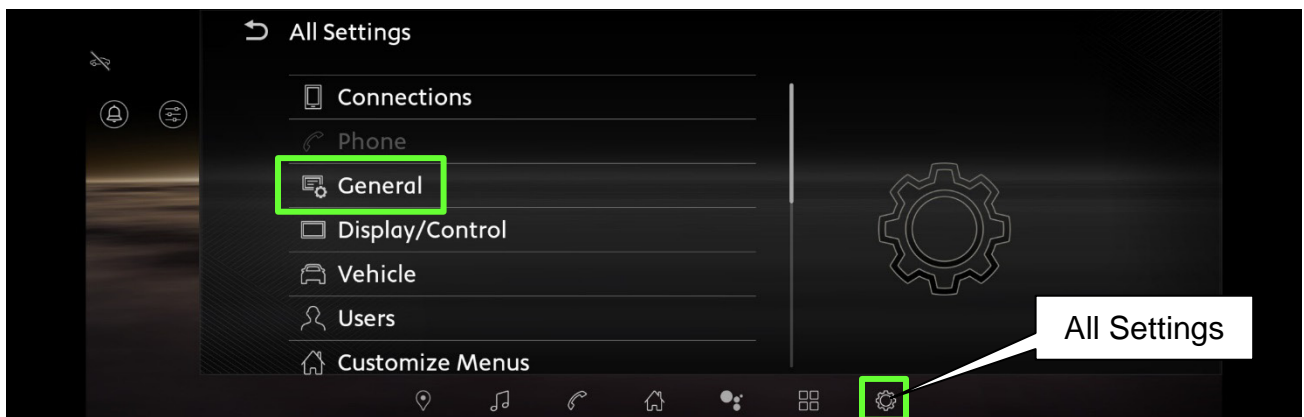 All Settings
Connections
Phone
General
Display/Control
Vehicle
Users
Customize Menus
All Settings